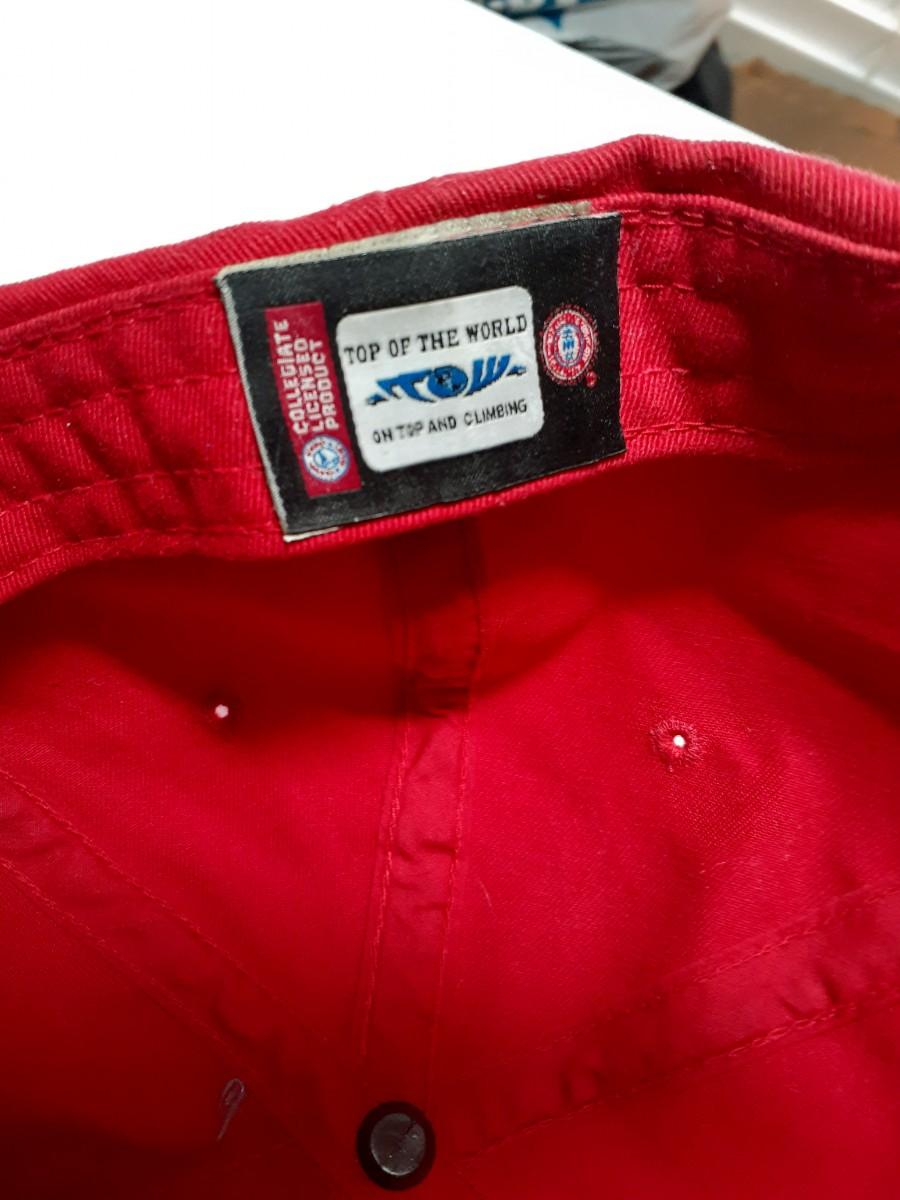 COLLEGIATE
LICENSED
PRODUCT
TOP OF THE WORLD
TOW
ON TOP AND CLIMBING